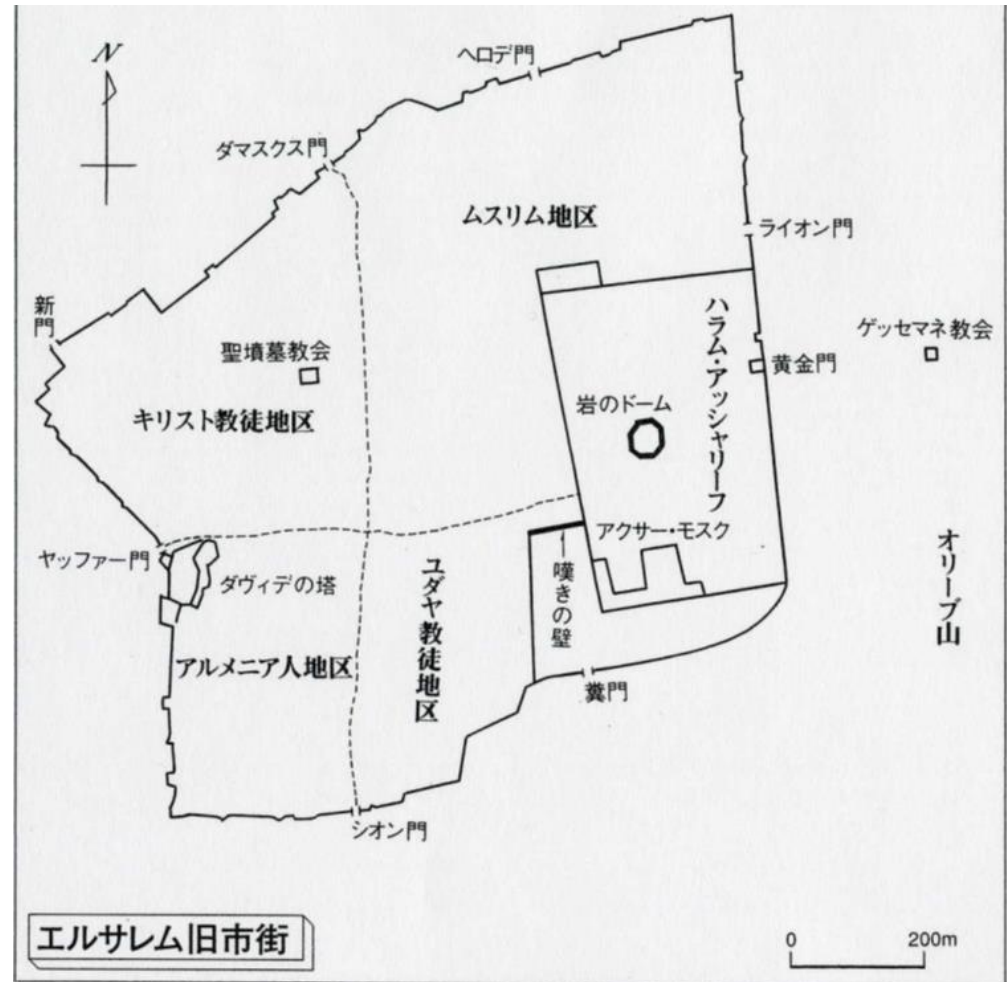 N
ヘロデ門
ダマスクス門
ムスリム地区
ライオン門
新門
ハラム・アッシャリーフ
ゲッセマネ教会
聖墳墓教会
黄金門
岩のドーム
キリスト教徒地区
アクサー・モスク
ヤッファー門
ダヴィデの塔
嘆きの壁
ユダヤ教徒地区
オリーブ山
アルメニア人地区
糞門
シオン門
エルサレム旧市街
0 200m